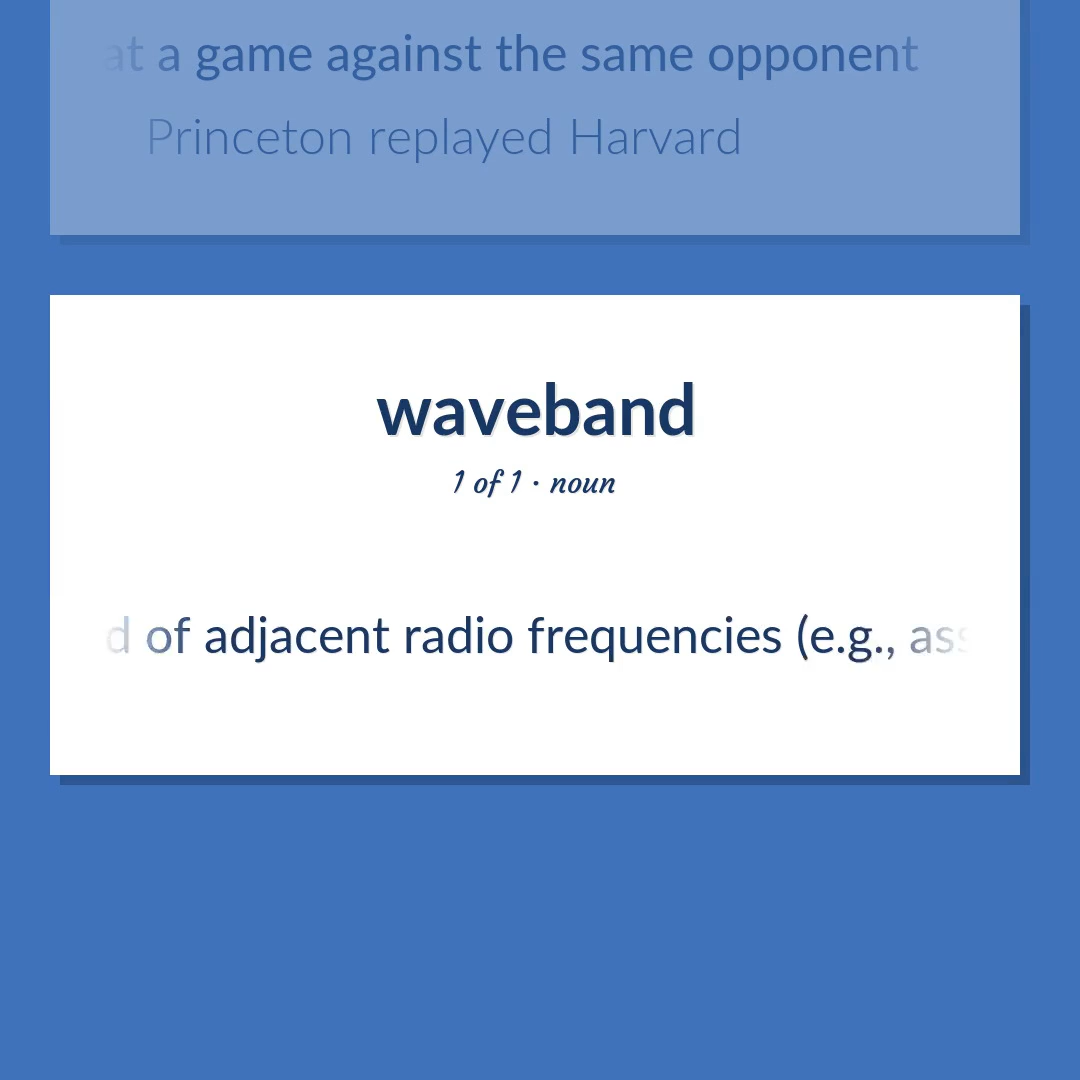 a game against the same opponent
Princeton replayed Harvard
waveband
1 of 1 · noun
of adjacent radio frequencies (e.g.,